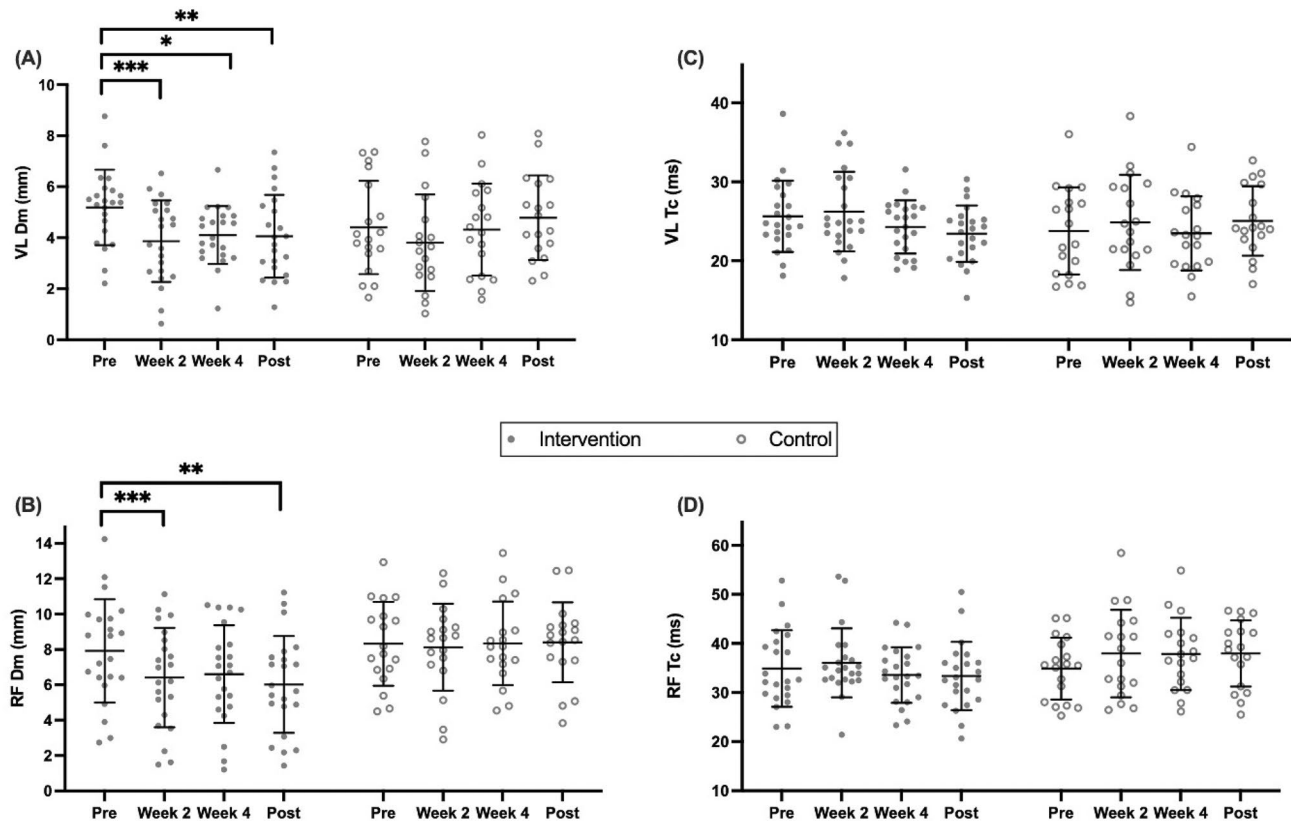 (A)
**
*
***
10
8
6
4
2
0
VL Dm (mm)
Pre Week 2 Week 4 Post Pre Week 2 Week 4 Post
(C)
40
30
20
10
VL Tc (ms)
Pre Week 2 Week 4 Post Pre Week 2 Week 4 Post
Intervention Control
(B)
**
***
14
12
10
8
6
4
2
0
RF Dm (mm)
Pre Week 2 Week 4 Post Pre Week 2 Week 4 Post
(D)
60
50
40
30
20
10
RF Tc (ms)
Pre Week 2 Week 4 Post Pre Week 2 Week 4 Post